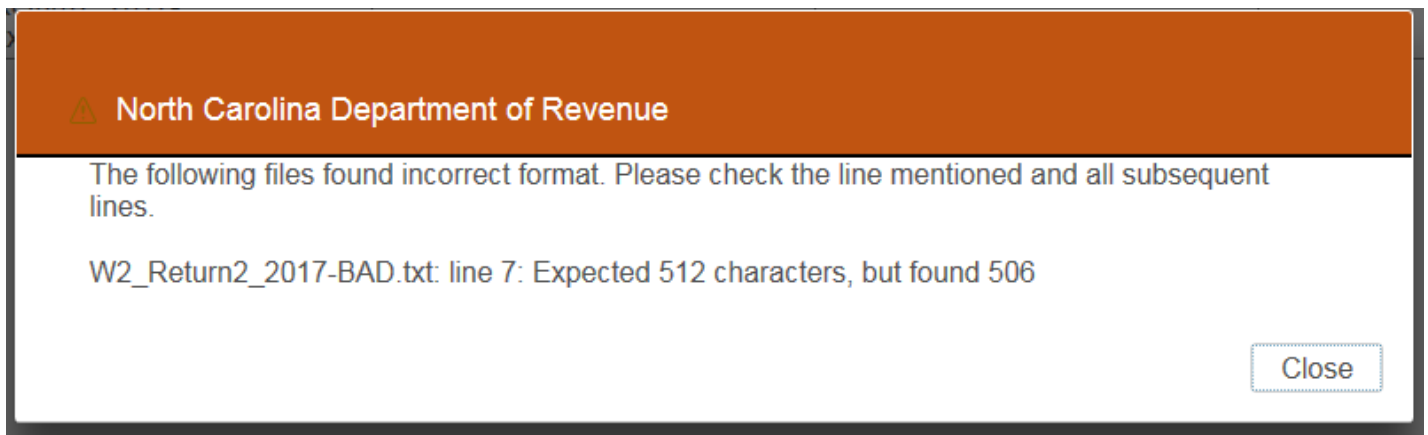 North Carolina Department of Revenue
The following files found incorrect format. Please check the line mentioned and all subsequent
lines.
W2_Return2_2017-BAD.txt: line 7: Expected 512 characters, but found 506
Close